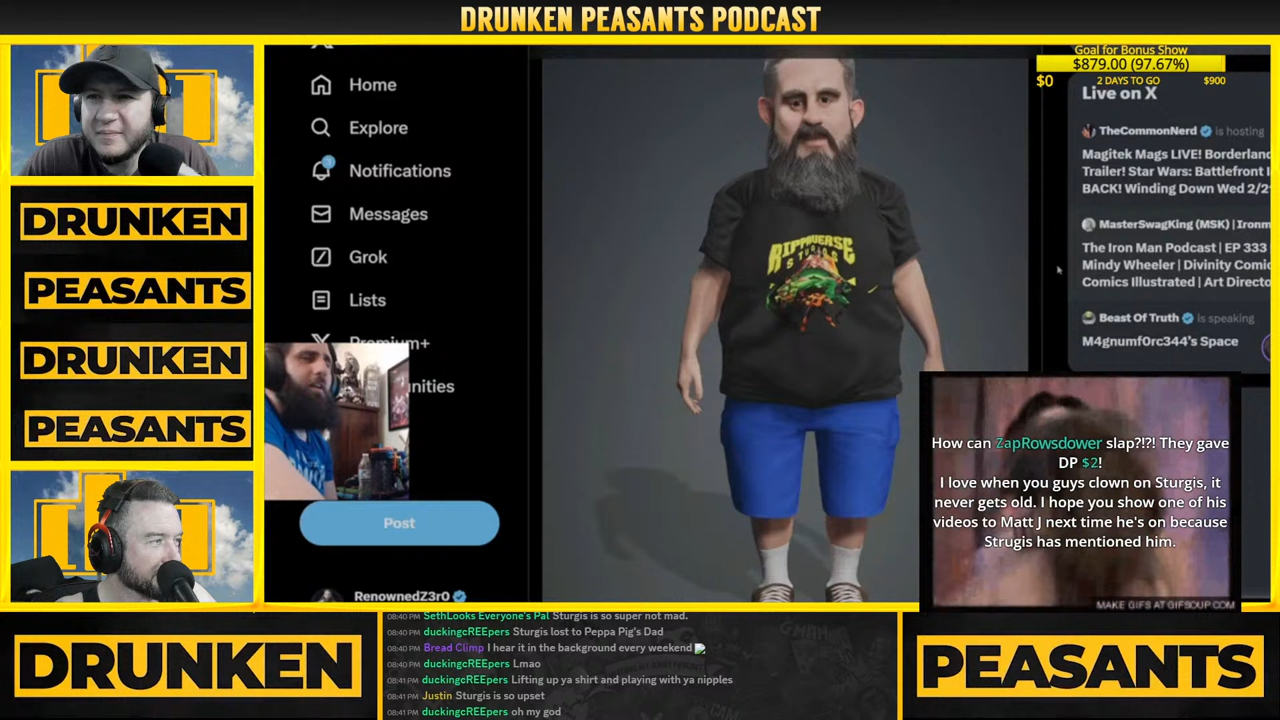 DRUNKEN PEASANTS PODCAST
DRUNKEN
PEASANTS
DRUNKEN
PEASANTS
Home
Explore
Notifications
Messages
Grok
Lists
Premium+
unities
Post
RenownedZ3r0
RIPPAVERSE
STUDIOS
Goal for Bonus Show
$879.00 (97.67%)
$0
2 DAYS TO GO
$900
Live on X
TheCommonNerd is hosting
Magitek Mags LIVE! Borderland
Trailer! Star Wars: Battlefront I
BACK! Winding Down Wed 2/2
MasterSwagKing (MSK) | Ironm
The Iron Man Podcast | EP 333
Mindy Wheeler | Divinity Comic
Comics Illustrated | Art Directo
Beast Of Truth is speaking
M4gnumf0rc344's Space
How can ZapRowsdower slap?!?! They gave
DP $2!
I love when you guys clown on Sturgis, it
never gets old. I hope you show one of his
videos to Matt J next time he's on because
Strugis has mentioned him.
MAKE GIFS AT GIFSOUP.COM
08:40 PM SethLooks Everyone's Pal Sturgis is so super not mad.
08:40 PM duckingcREEpers Sturgis lost to Peppa Pig's Dad
08:40 PM Bread Climp I hear it in the background every weekend
08:40 PM duckingcREEpers Lmao
08:41 PM duckingcREEpers Lifting up ya shirt and playing with ya nipples
08:41 PM Justin Sturgis is so upset
08:41 PM duckingcREEpers oh my god
DRUNKEN
PEASANTS